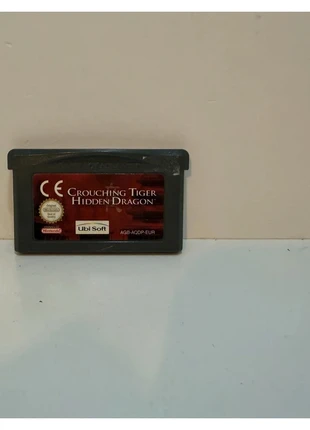 CE
CROUCHING TIGER
HIDDEN DRAGON
Nintendo
Ubi Soft
AGB-AQDP-EUR